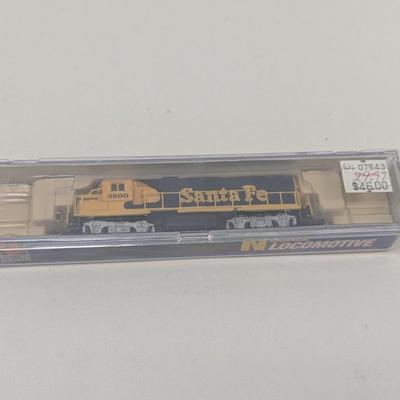 07843
$46.00
3500
Santa Fe
N
LOCOMOTIVE